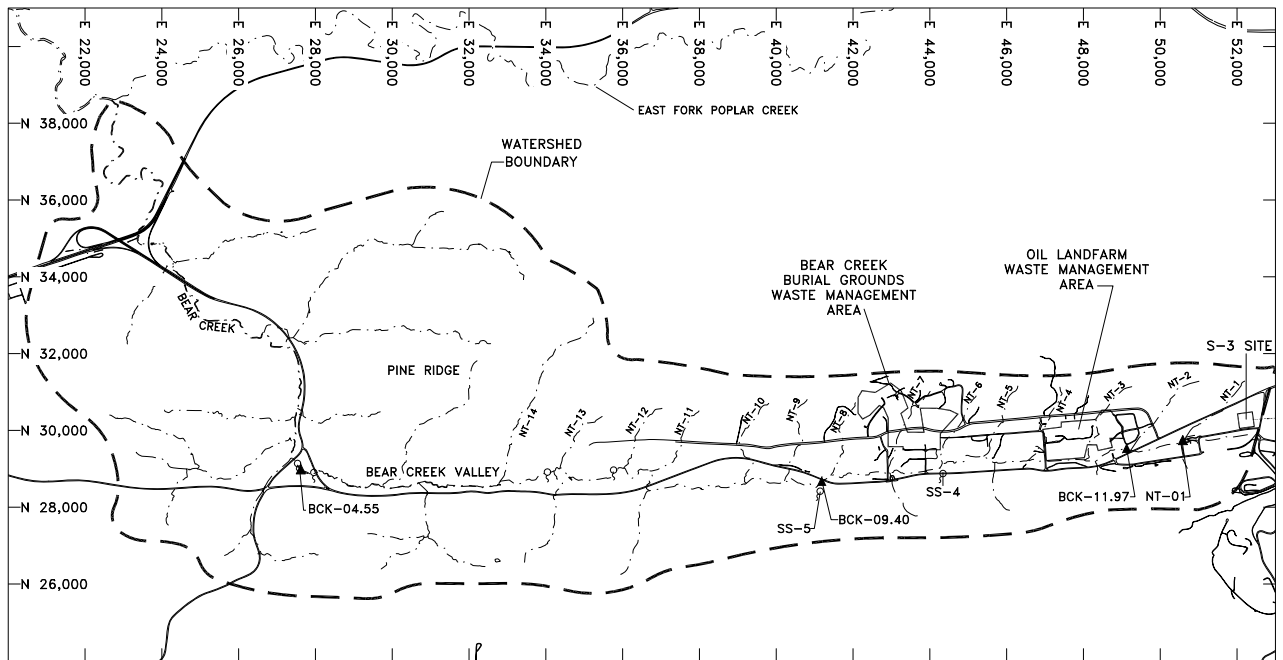 E 22,000
E 24,000
E 26,000
E 28,000
E 30,000
E 32,000
E 34,000
E 36,000
E 38,000
E 40,000
E 42,000
E 44,000
E 46,000
E 48,000
E 50,000
E 52,000
EAST FORK POPLAR CREEK
N 38,000
WATERSHED
BOUNDARY
N 36,000
N 34,000
BEAR CREEK
BURIAL GROUNDS
WASTE MANAGEMENT
AREA
OIL LANDFARM
WASTE MANAGEMENT
AREA
BEAR
CREEK
N 32,000
S-3 SITE
PINE RIDGE
NT-14
NT-13
NT-12
NT-11
NT-10
NT-9
NT-8
NT-7
NT-6
NT-5
NT-4
NT-3
NT-2
NT-1
N 30,000
BEAR CREEK VALLEY
SS-4
BCK-11.97
NT-01
N 28,000
BCK-04.55
SS-5
BCK-09.40
N 26,000